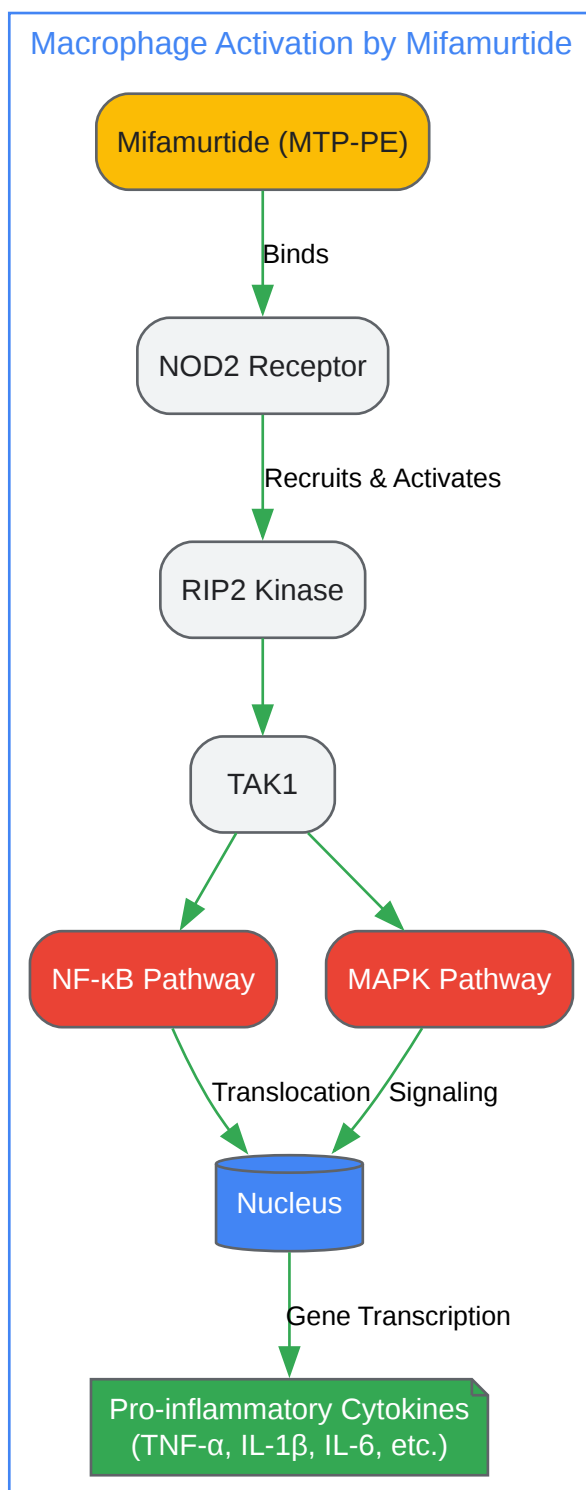 Macrophage Activation by Mifamurtide
Mifamurtide (MTP-PE)
Binds
NOD2 Receptor
Recruits & Activates
RIP2 Kinase
TAK1
NF-κB Pathway
MAPK Pathway
Translocation
Signaling
Nucleus
Gene Transcription
Pro-inflammatory Cytokines
(TNF-α, IL-1β, IL-6, etc.)